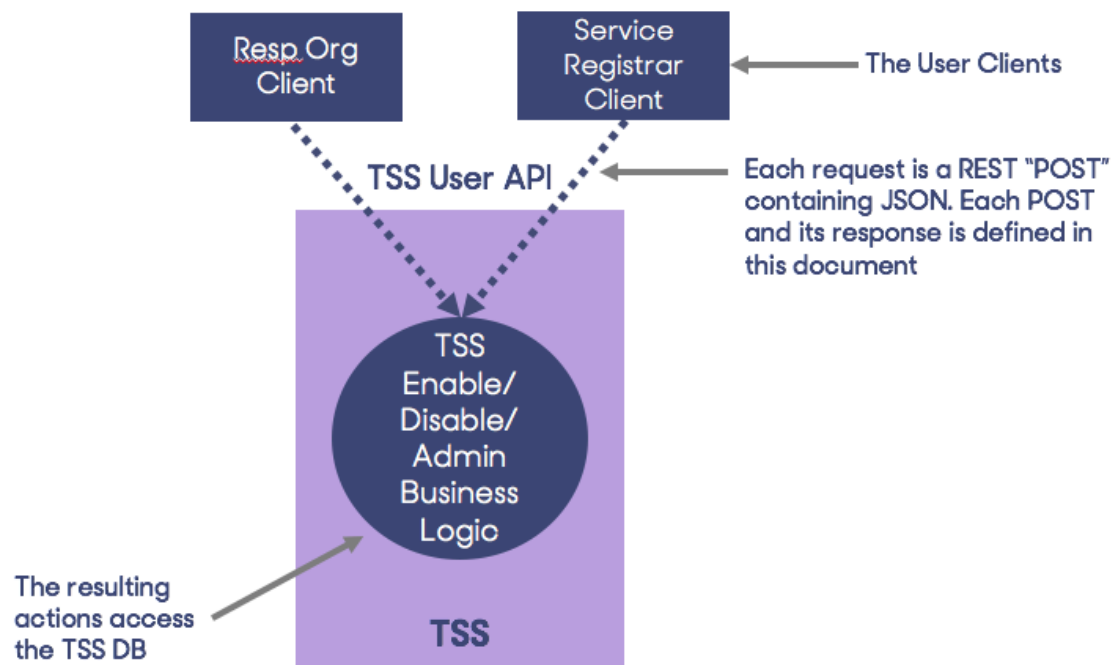 Resp Org
Client
Service
Registrar
Client
The User Clients
TSS User API
Each request is a REST “POST”
containing JSON. Each POST
and its response is defined in
this document
TSS
Enable/
Disable/
Admin
Business
Logic
The resulting
actions access
the TSS DB
TSS